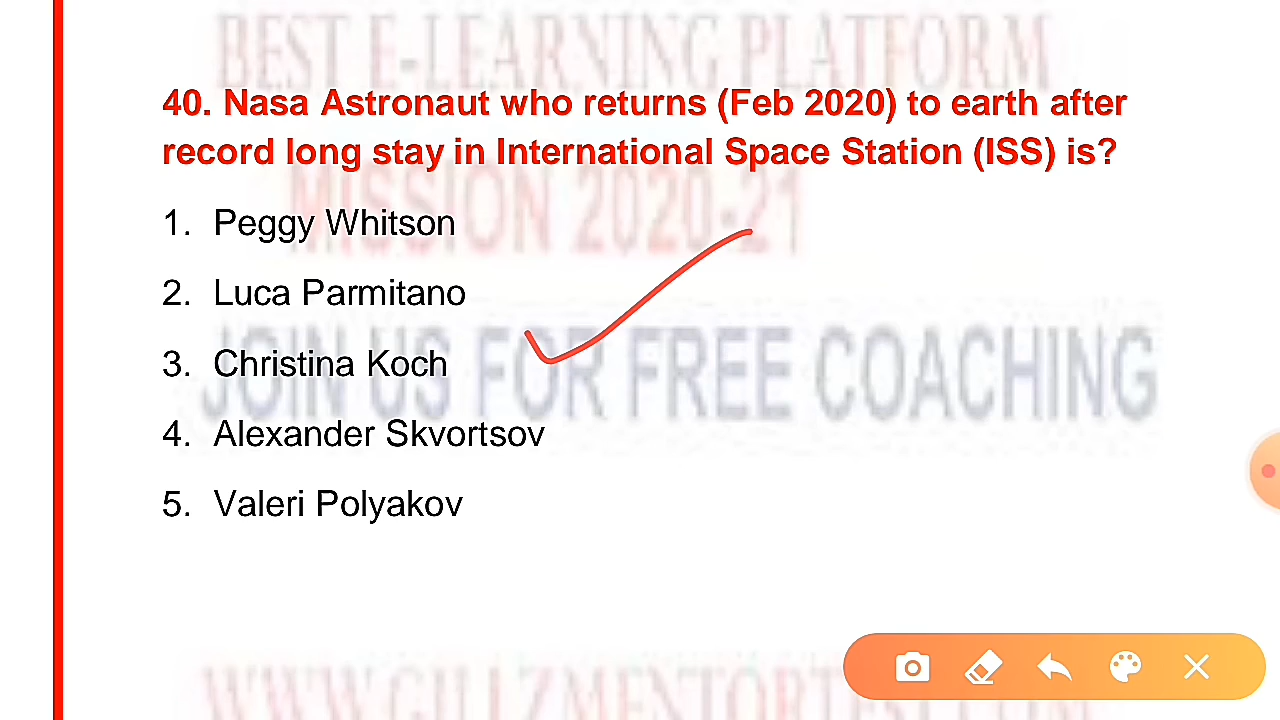 BEST E-LEARNING PLATFORM
40. Nasa Astronaut who returns (Feb 2020) to earth after
record long stay in International Space Station (ISS) is?
MISSION 2020-21
1. Peggy Whitson
2. Luca Parmitano
JOIN US FOR FREE COACHING
3. Christina Koch
4. Alexander Skvortsov
5. Valeri Polyakov